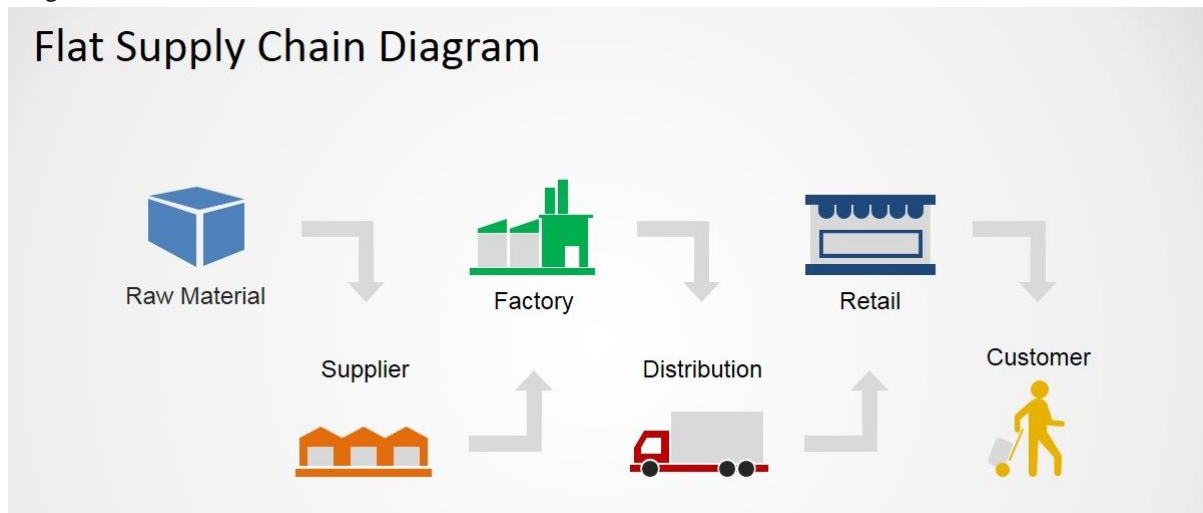 Flat Supply Chain Diagram
Raw Material
Supplier
Factory
Distribution
Retail
Customer